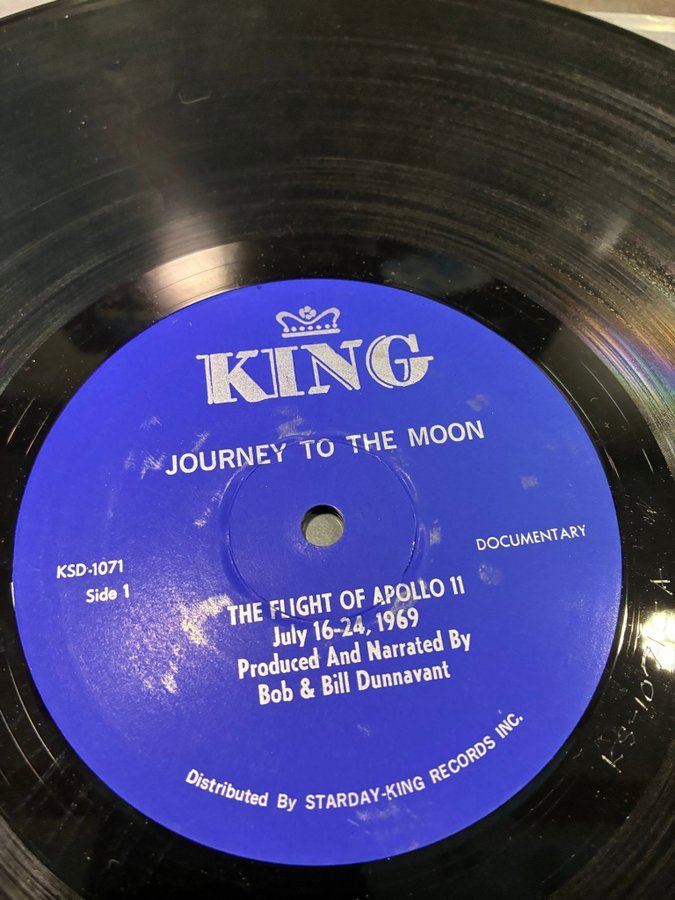 KING
JOURNEY TO THE MOON
DOCUMENTARY
KSD-1071
Side 1
THE FLIGHT OF APOLLO 11
July 16-24, 1969
Produced And Narrated By
Bob & Bill Dunnavant
Distributed By STARDAY-KING RECORDS INC.